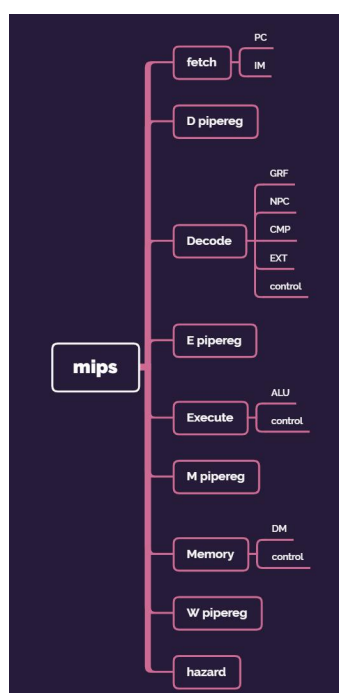 PC
fetch
IM
D pipereg
GRF
NPC
Decode
CMP
EXT
control
E pipereg
mips
ALU
Execute
control
M pipereg
DM
Memory
control
W pipereg
hazard